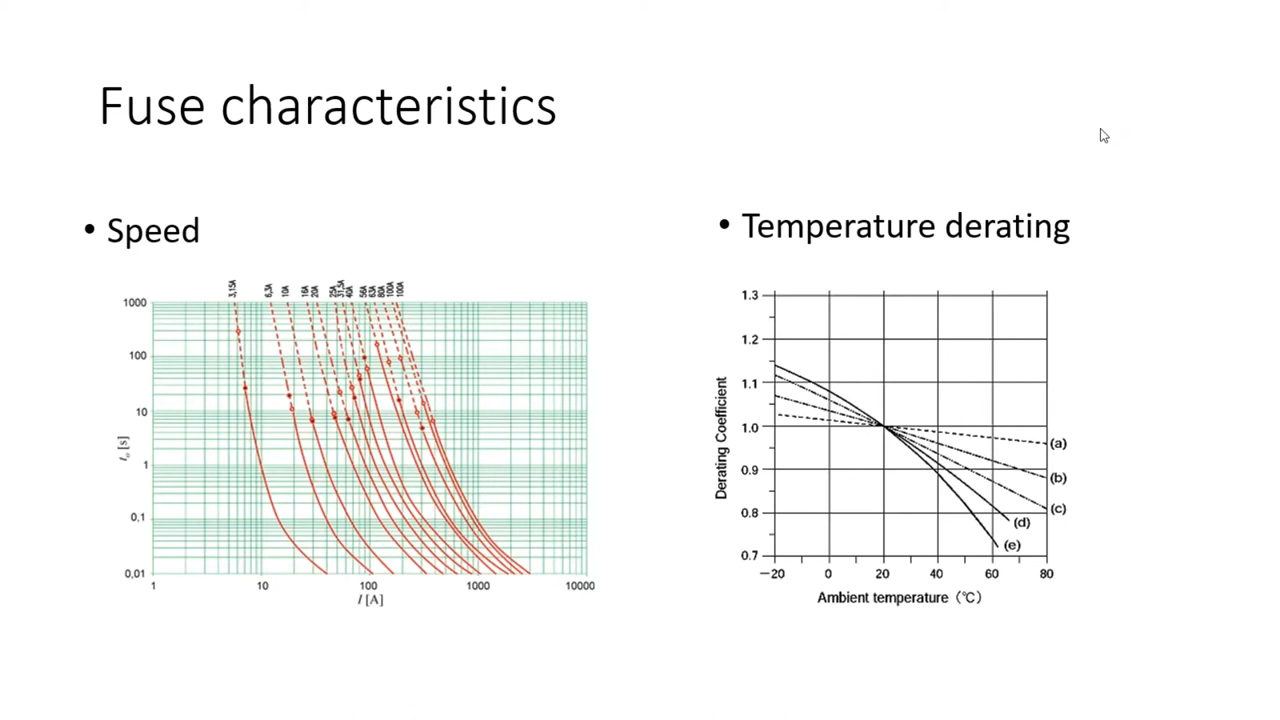 Fuse characteristics
• Speed
3,15A 6,3A 10A 16A 20A 25A 31,5A 40A 56A 63A 80A 100A 100A
1000
100
10
1
0,1
0,01
[s]
1 10 100 1000 10000
I [A]
• Temperature derating
1.3
1.2
1.1
1.0
0.9
0.8
0.7
Derating Coefficient
(a)
(b)
(c)
(d)
(e)
−20 0 20 40 60 80
Ambient temperature (℃)